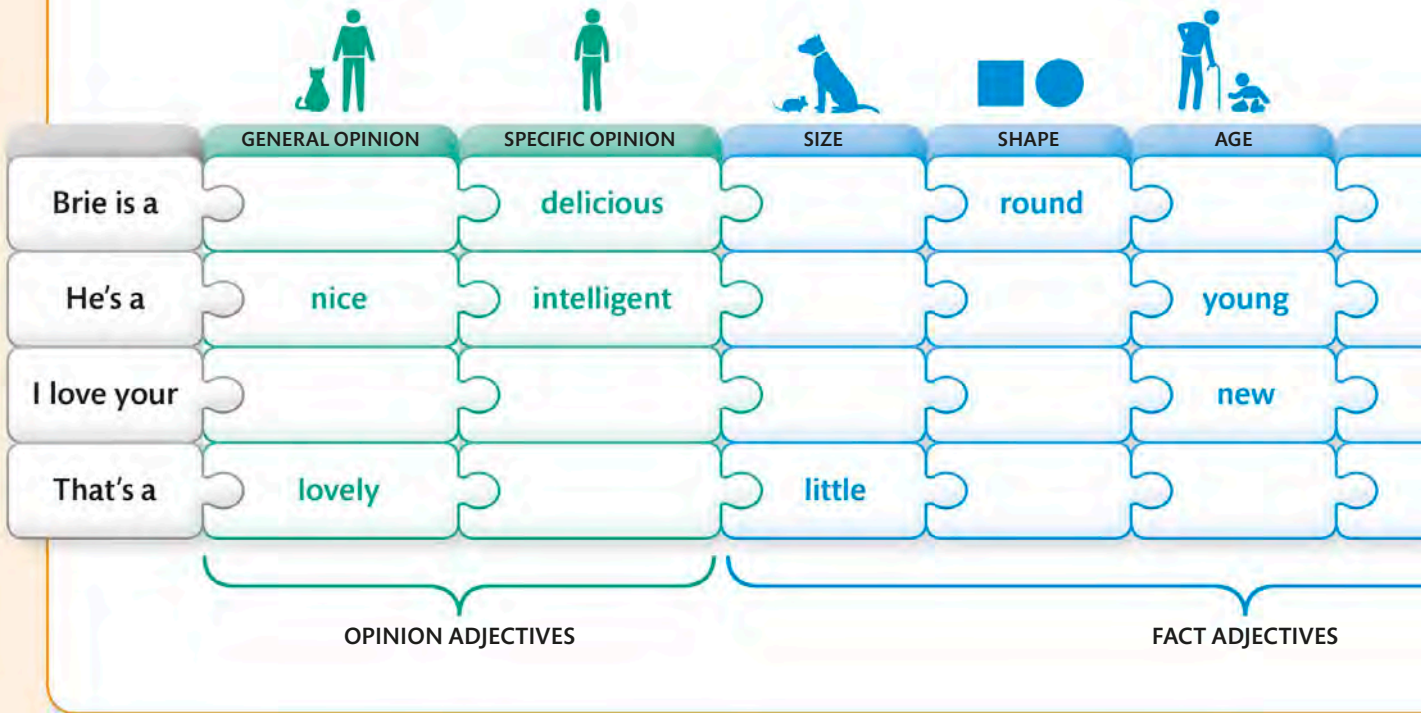 GENERAL OPINION SPECIFIC OPINION SIZE SHAPE AGE
Brie is a delicious round
He's a nice intelligent young
I love your new
That's a lovely little
OPINION ADJECTIVES FACT ADJECTIVES